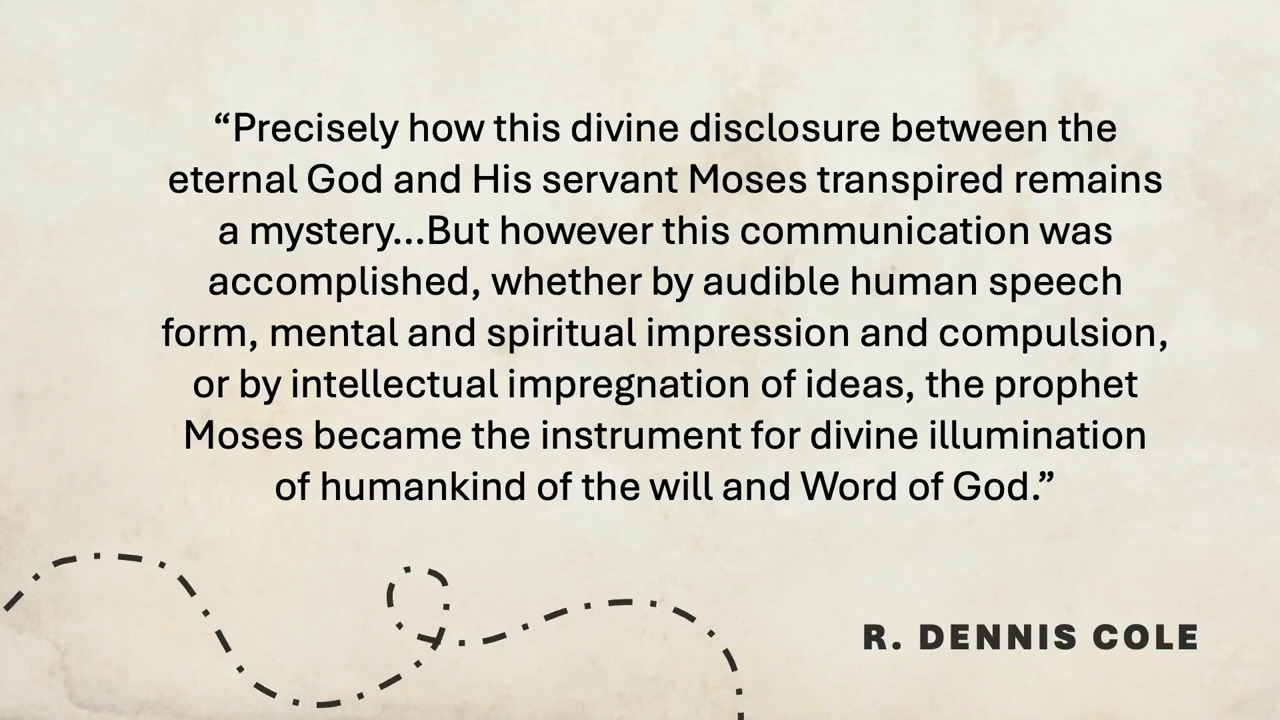 “Precisely how this divine disclosure between the
eternal God and His servant Moses transpired remains
a mystery...But however this communication was
accomplished, whether by audible human speech
form, mental and spiritual impression and compulsion,
or by intellectual impregnation of ideas, the prophet
Moses became the instrument for divine illumination
of humankind of the will and Word of God.”
R. DENNIS COLE